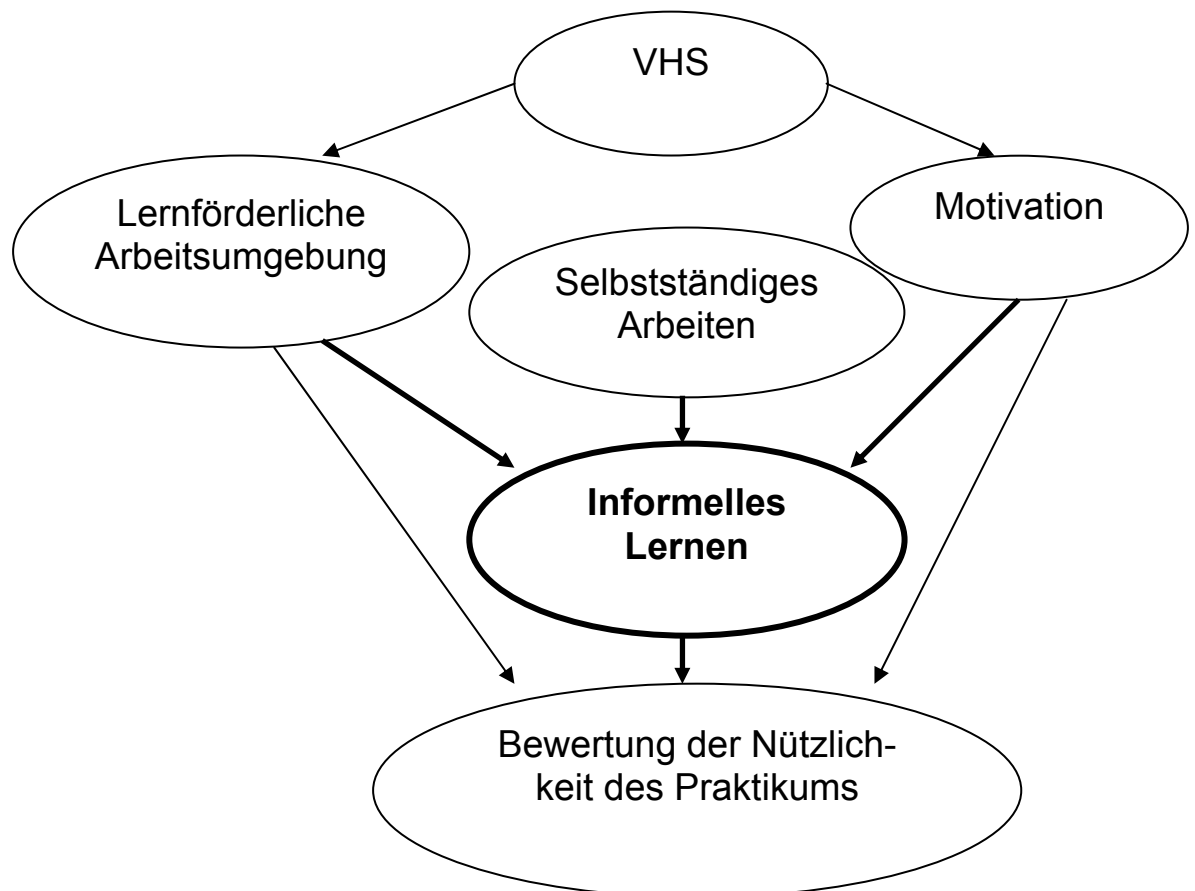 VHS
Lernförderliche
Arbeitsumgebung
Motivation
Selbstständiges
Arbeiten
Informelles
Lernen
Bewertung der Nützlich-
keit des Praktikums